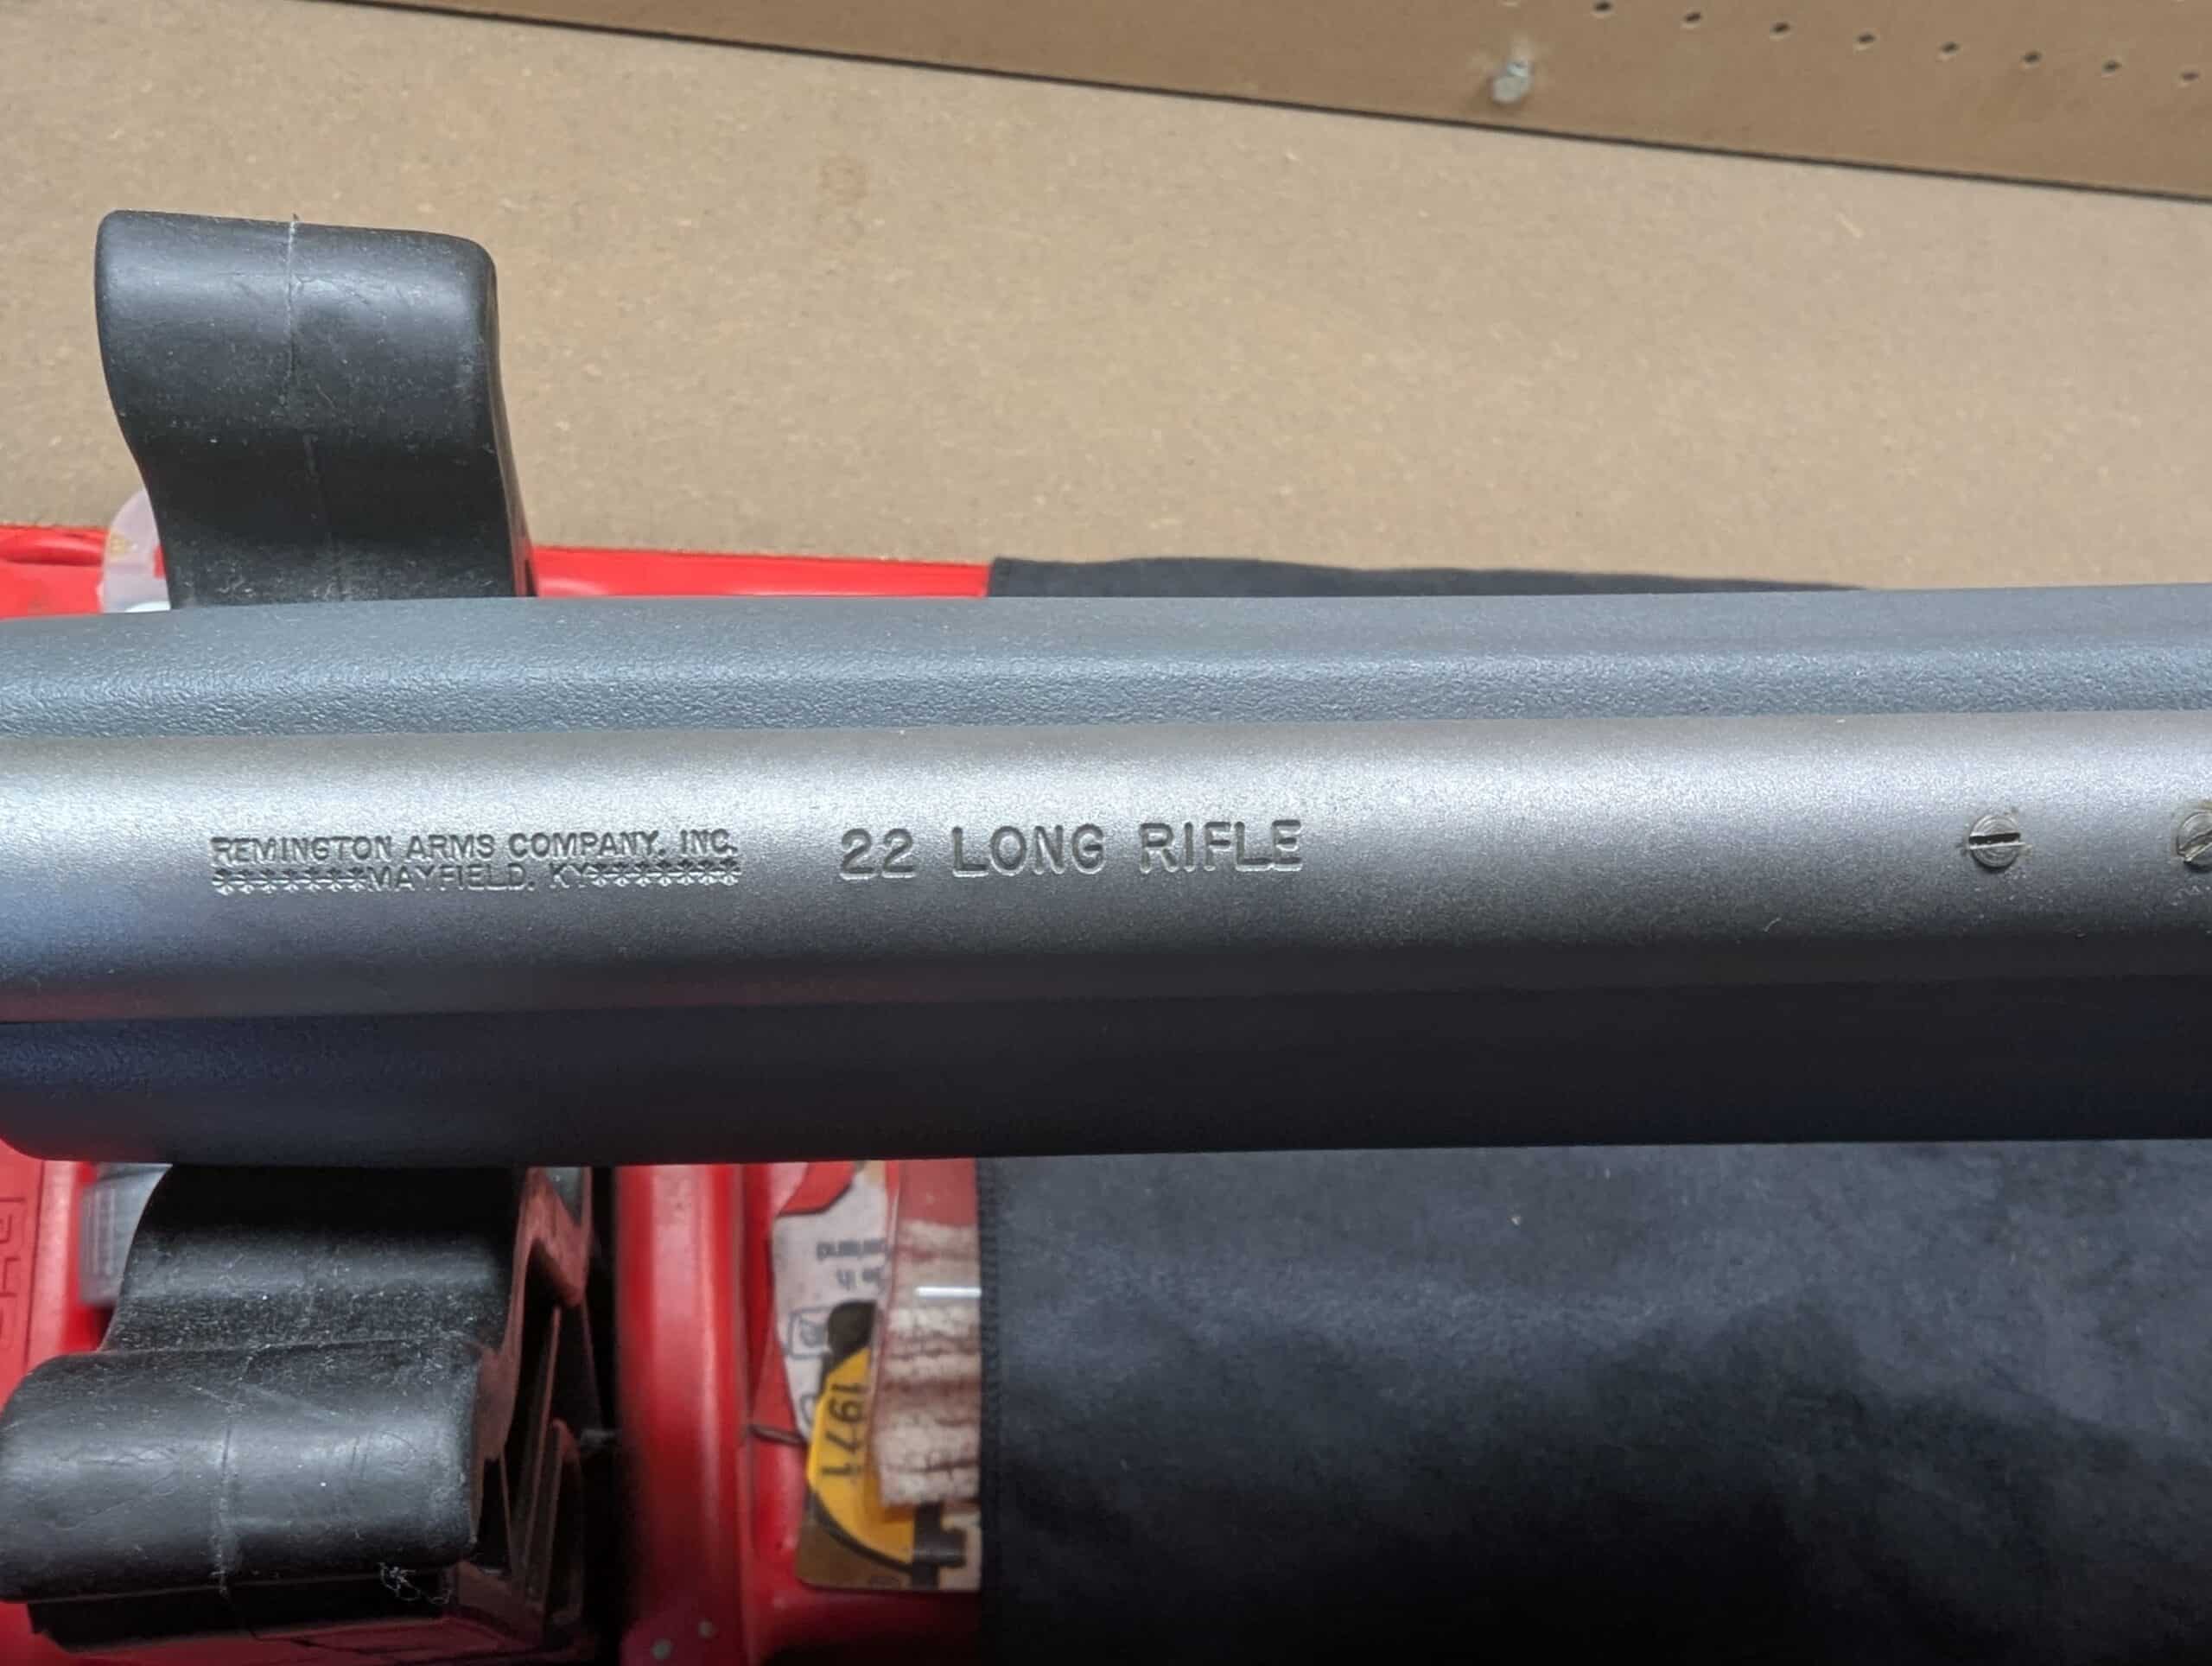 REMINGTON ARMS COMPANY, INC.
*******MAYFIELD, KY*******
22 LONG RIFLE
1971